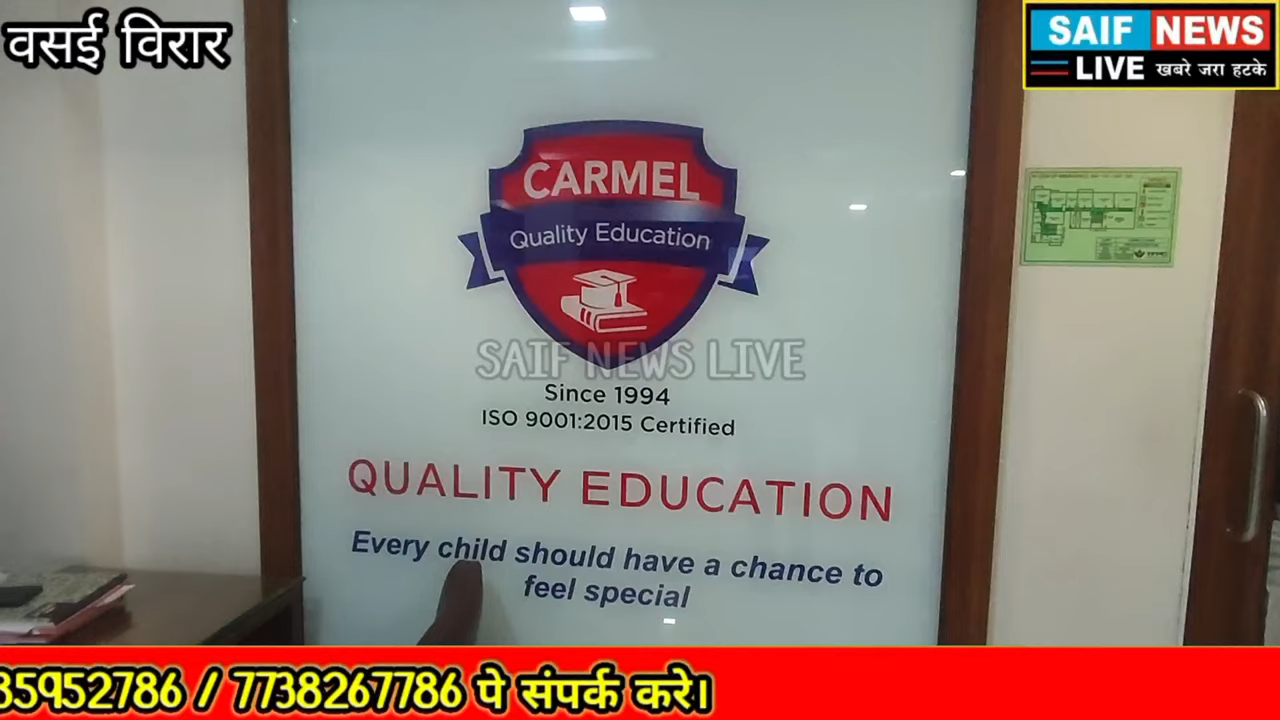 वसई विरार
SAIF NEWS
LIVE खबरे जरा हटके
CARMEL
Quality Education
SAIF NEWS LIVE
Since 1994
ISO 9001:2015 Certified
QUALITY EDUCATION
Every child should have a chance to
feel special
35952786 / 7738267786 पे संपर्क करे।